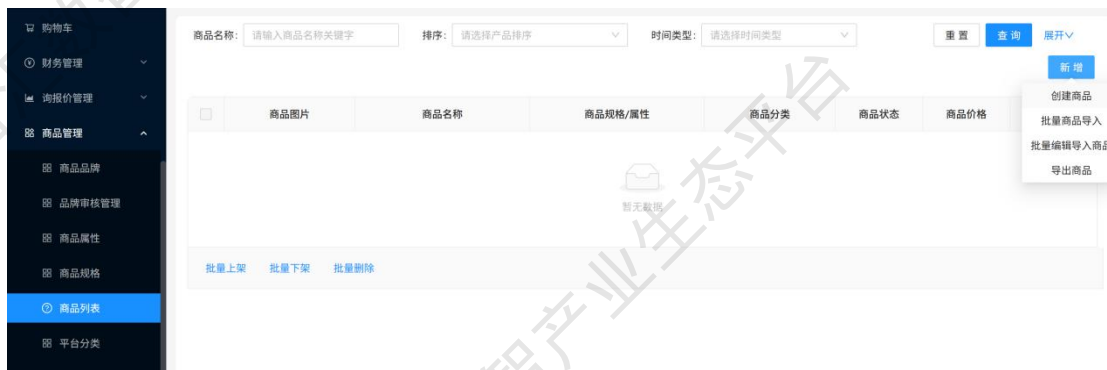 购物车
财务管理
询报价管理
商品管理
商品品牌
品牌审核管理
商品属性
商品规格
商品列表
平台分类
商品名称: 请输入商品名称关键字 排序: 请选择产品排序 时间类型: 请选择时间类型 重置 查询 展开
新增
创建商品
批量商品导入
批量编辑导入商品
导出商品
商品图片 商品名称 商品规格/属性 商品分类 商品状态 商品价格
暂无数据
批量上架 批量下架 批量删除
智产业生态平台